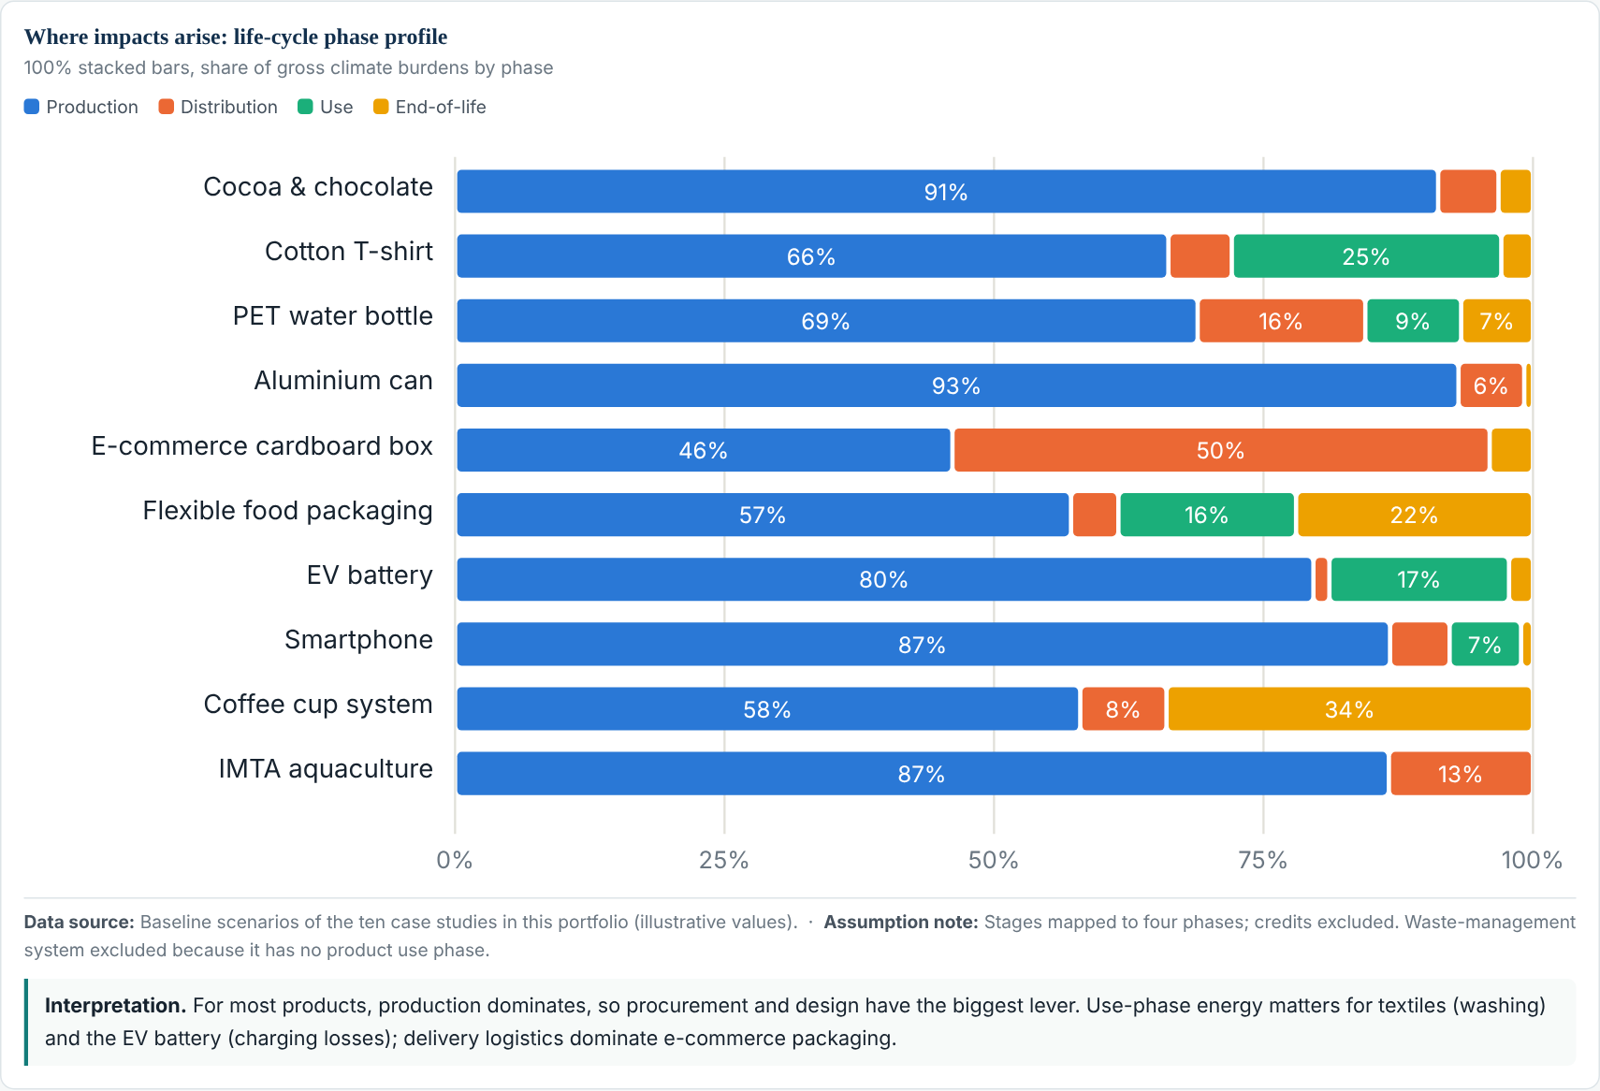 Where impacts arise: life-cycle phase profile
100% stacked bars, share of gross climate burdens by phase
Production Distribution Use End-of-life
Cocoa & chocolate 91%
Cotton T-shirt 66% 25%
PET water bottle 69% 16% 9% 7%
Aluminium can 93% 6%
E-commerce cardboard box 46% 50%
Flexible food packaging 57% 16% 22%
EV battery 80% 17%
Smartphone 87% 7%
Coffee cup system 58% 8% 34%
IMTA aquaculture 87% 13%
0% 25% 50% 75% 100%
Data source: Baseline scenarios of the ten case studies in this portfolio (illustrative values). · Assumption note: Stages mapped to four phases; credits excluded. Waste-management
system excluded because it has no product use phase.
Interpretation. For most products, production dominates, so procurement and design have the biggest lever. Use-phase energy matters for textiles (washing)
and the EV battery (charging losses); delivery logistics dominate e-commerce packaging.